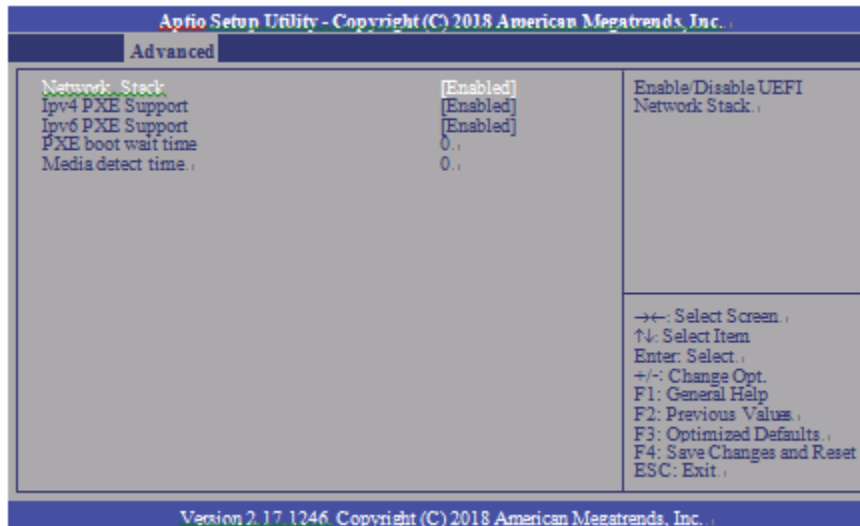 Aptio Setup Utility - Copyright (C) 2018 American Megatrends, Inc.
Advanced
Network Stack [Enabled]
Ipv4 PXE Support [Enabled]
Ipv6 PXE Support [Enabled]
PXE boot wait time 0
Media detect time 0
Enable/Disable UEFI
Network Stack
→←: Select Screen
↑↓: Select Item
Enter: Select
+/-: Change Opt.
F1: General Help
F2: Previous Values
F3: Optimized Defaults
F4: Save Changes and Reset
ESC: Exit
Version 2.17.1246. Copyright (C) 2018 American Megatrends, Inc.